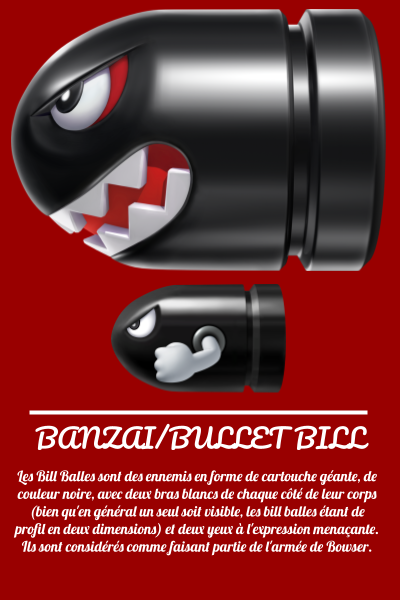 BANZAI/BULLET BILL
Les Bill Balles sont des ennemis en forme de cartouche géante, de
couleur noire, avec deux bras blancs de chaque côté de leur corps
(bien qu'en général un seul soit visible, les bill balles étant de
profil en deux dimensions) et deux yeux à l'expression menaçante.
Ils sont considérés comme faisant partie de l'armée de Bowser.